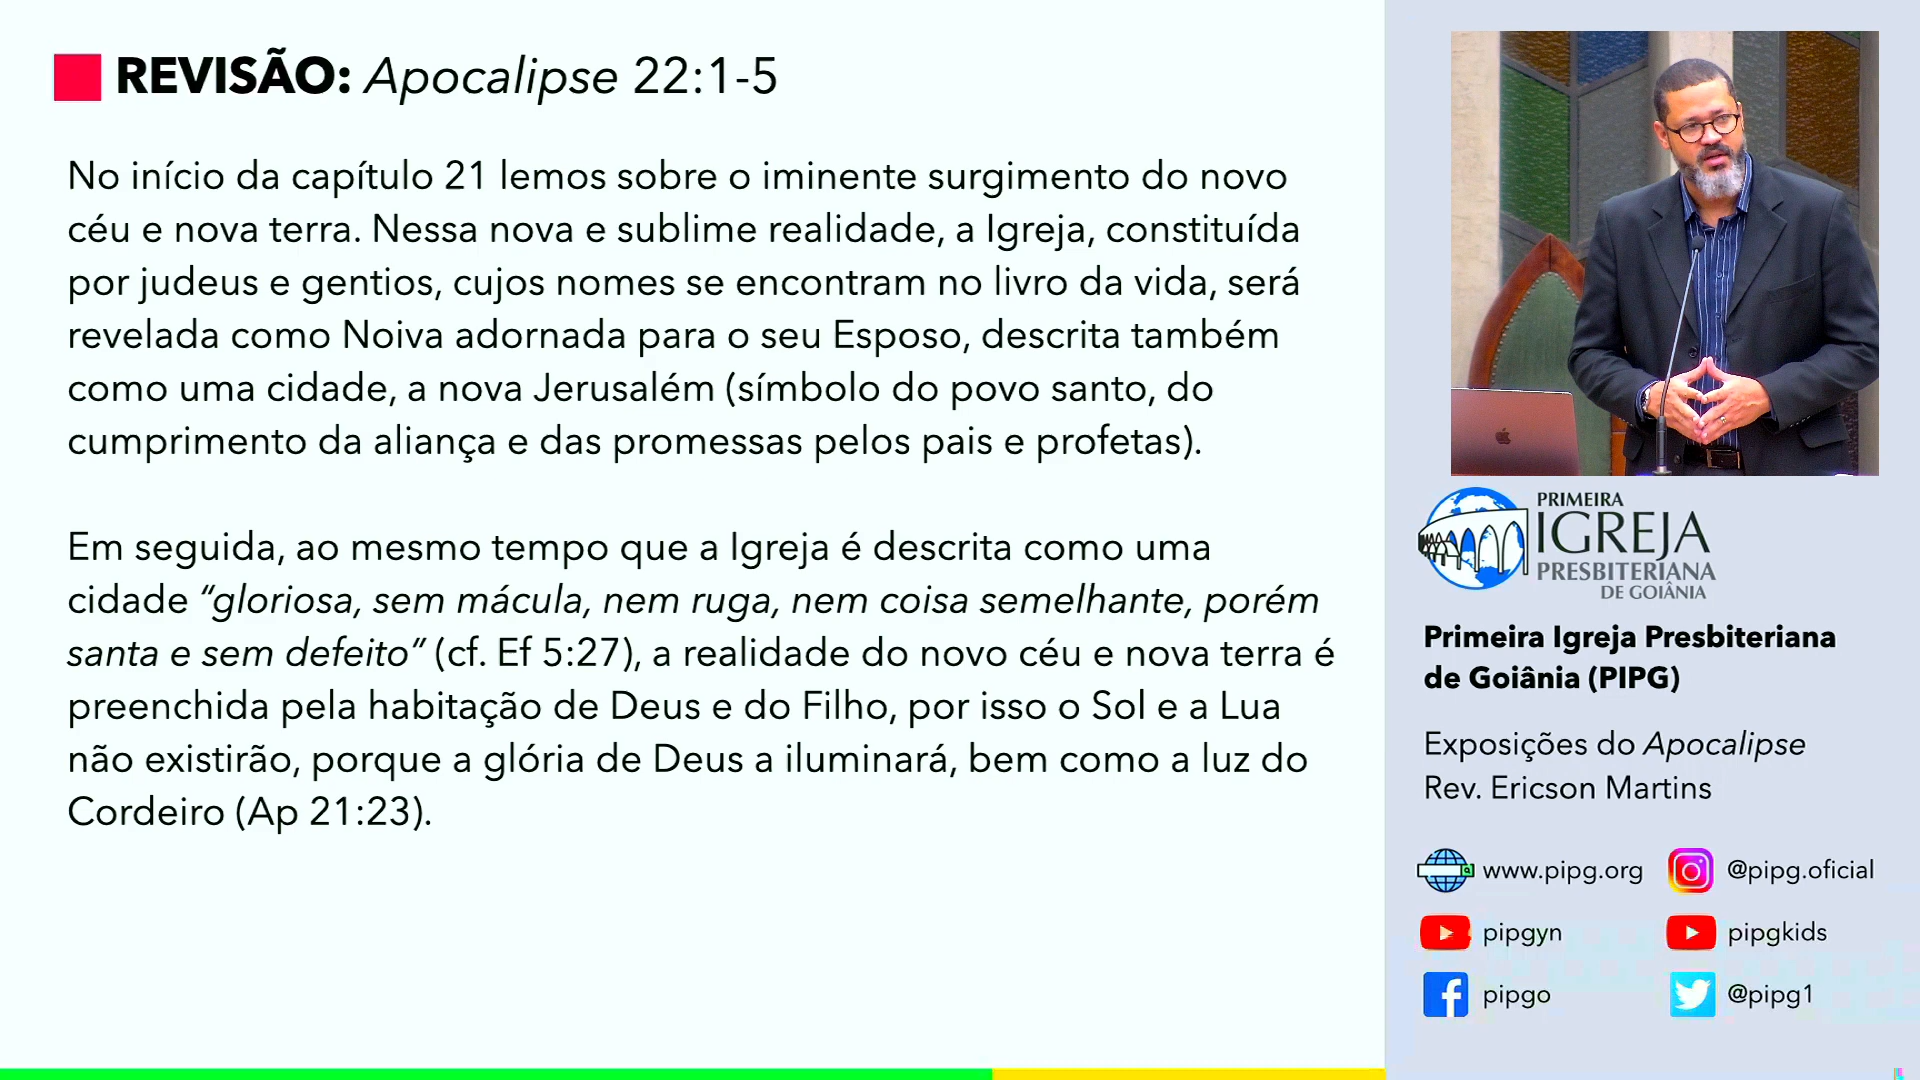 REVISÃO: Apocalipse 22:1-5
No início da capítulo 21 lemos sobre o iminente surgimento do novo
céu e nova terra. Nessa nova e sublime realidade, a Igreja, constituída
por judeus e gentios, cujos nomes se encontram no livro da vida, será
revelada como Noiva adornada para o seu Esposo, descrita também
como uma cidade, a nova Jerusalém (símbolo do povo santo, do
cumprimento da aliança e das promessas pelos pais e profetas).
Em seguida, ao mesmo tempo que a Igreja é descrita como uma
cidade “gloriosa, sem mácula, nem ruga, nem coisa semelhante, porém
santa e sem defeito” (cf. Ef 5:27), a realidade do novo céu e nova terra é
preenchida pela habitação de Deus e do Filho, por isso o Sol e a Lua
não existirão, porque a glória de Deus a iluminará, bem como a luz do
Cordeiro (Ap 21:23).
PRIMEIRA
IGREJA
PRESBITERIANA
DE GOIÂNIA
Primeira Igreja Presbiteriana
de Goiânia (PIPG)
Exposições do Apocalipse
Rev. Ericson Martins
www.pipg.org
@pipg.oficial
pipgyn
pipgkids
pipgo
@pipg1